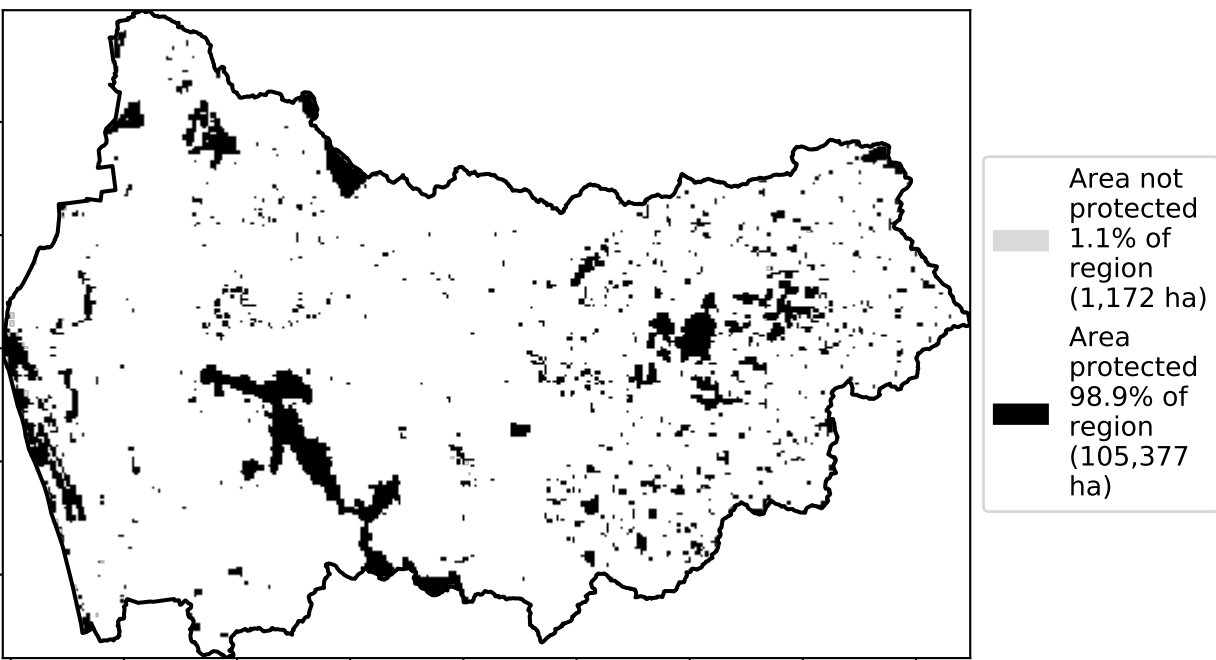 Area not
protected
1.1% of
region
(1,172 ha)
Area
protected
98.9% of
region
(105,377
ha)